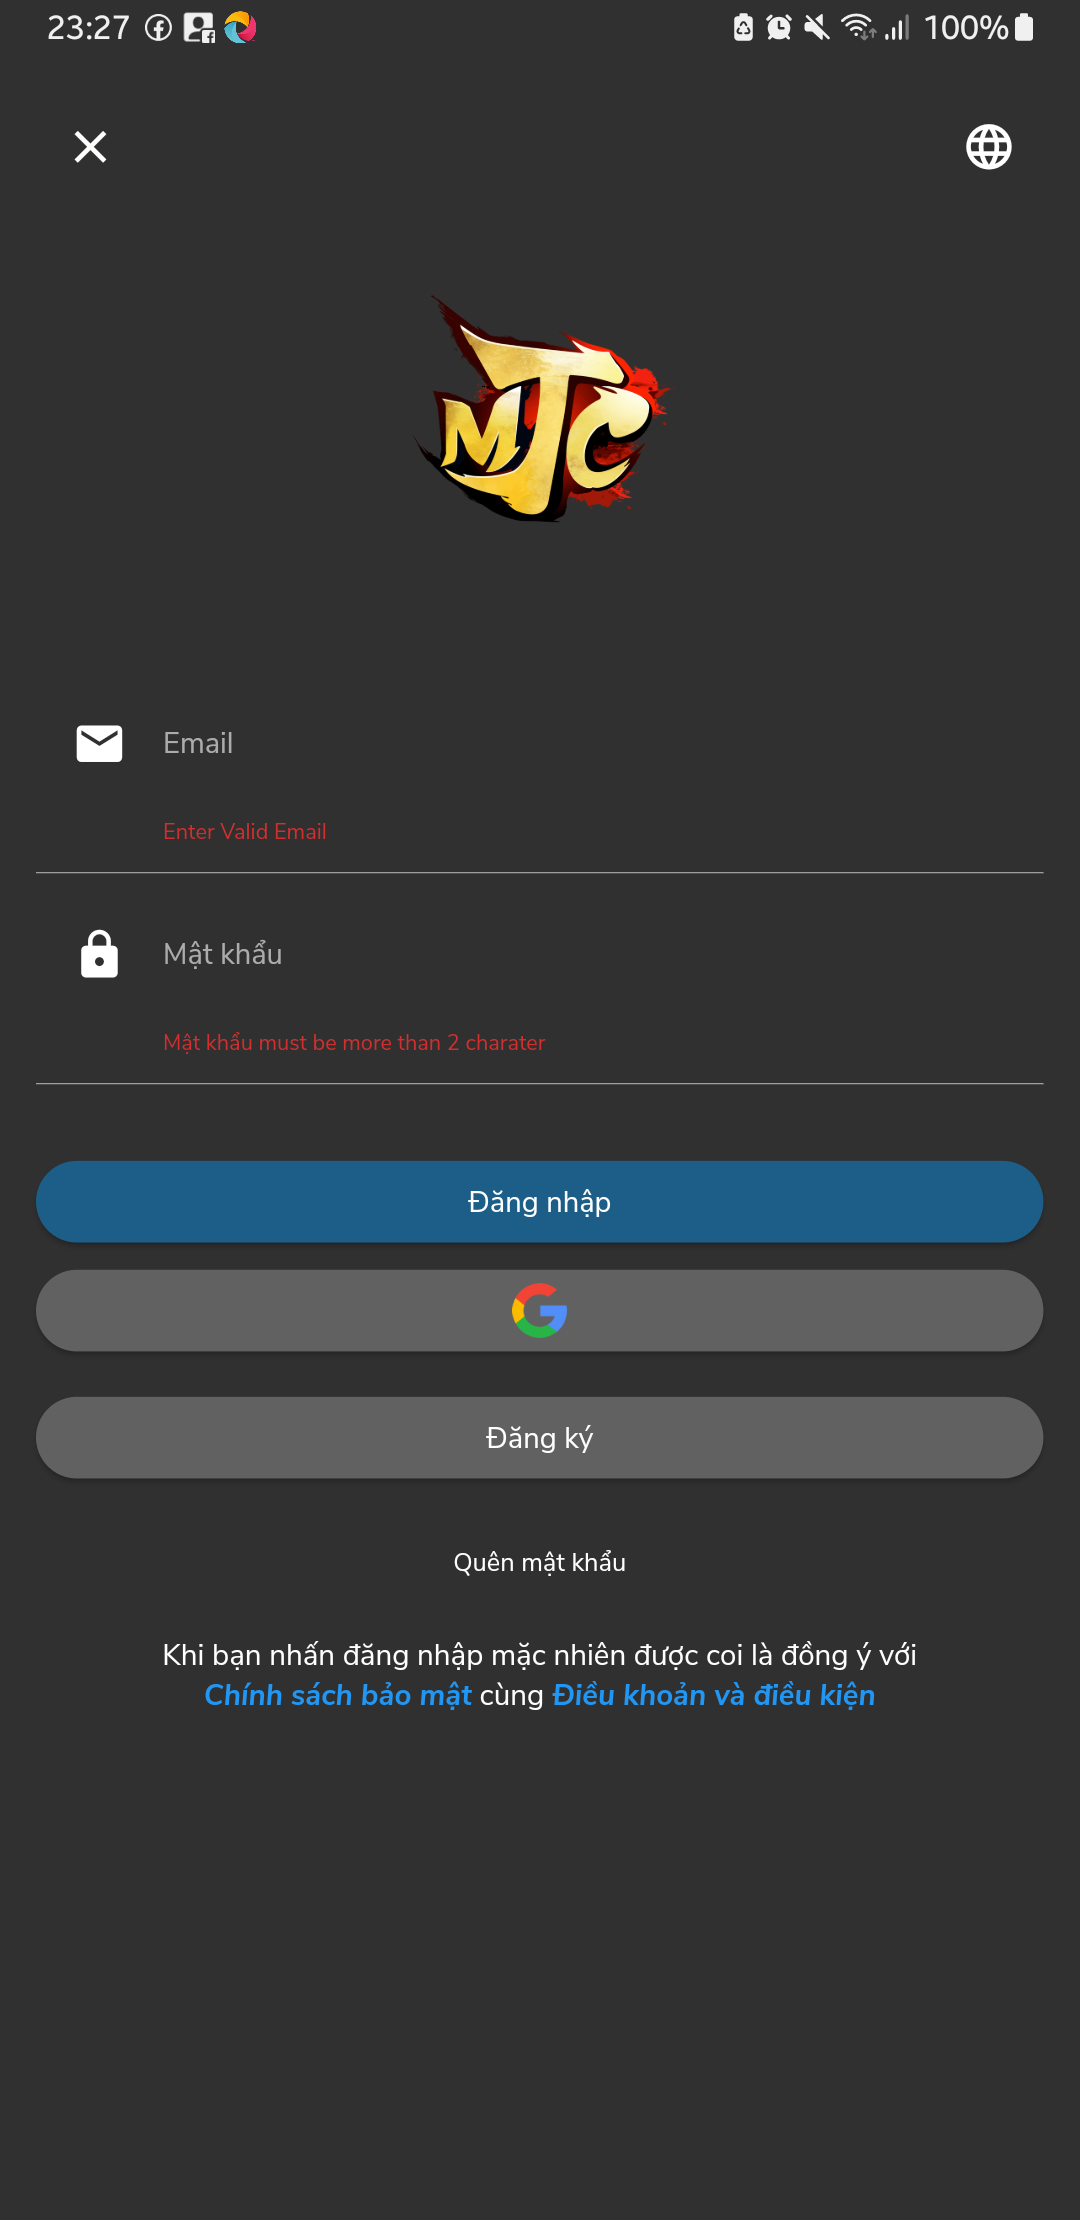 23:27
100%
MTC
Email
Enter Valid Email
Mật khẩu
Mật khẩu must be more than 2 charater
Đăng nhập
Đăng ký
Quên mật khẩu
Khi bạn nhấn đăng nhập mặc nhiên được coi là đồng ý với
Chính sách bảo mật cùng Điều khoản và điều kiện